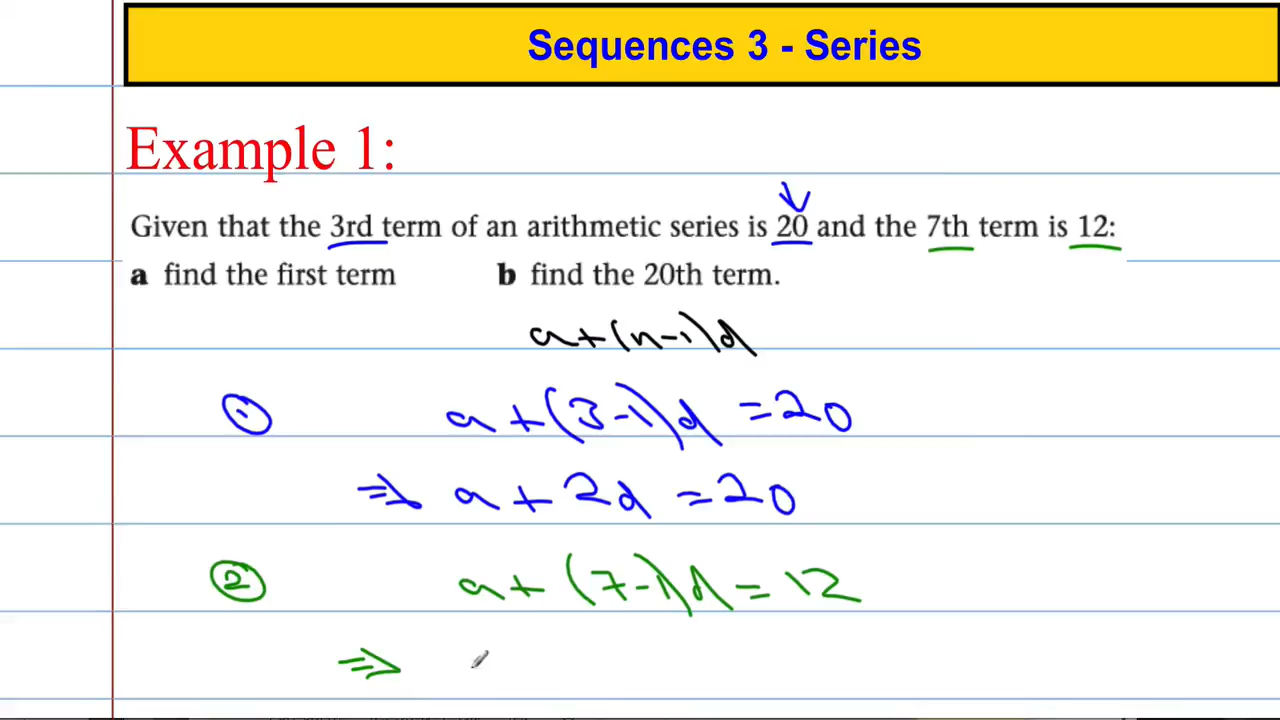 Sequences 3 - Series
Example 1:
Given that the 3rd term of an arithmetic series is 20 and the 7th term is 12:
a find the first term b find the 20th term.
a+(n-1)d
① a+(3-1)d =20
⇒ a+2d =20
② a+(7-1)d=12
⇒